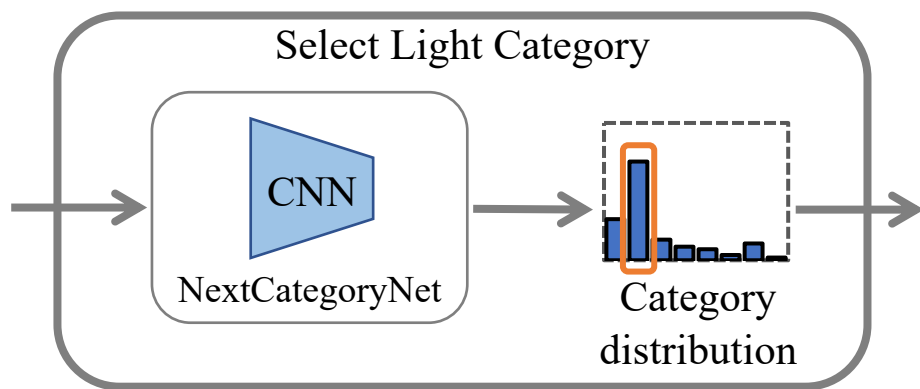 Select Light Category
CNN
NextCategoryNet
Category
distribution